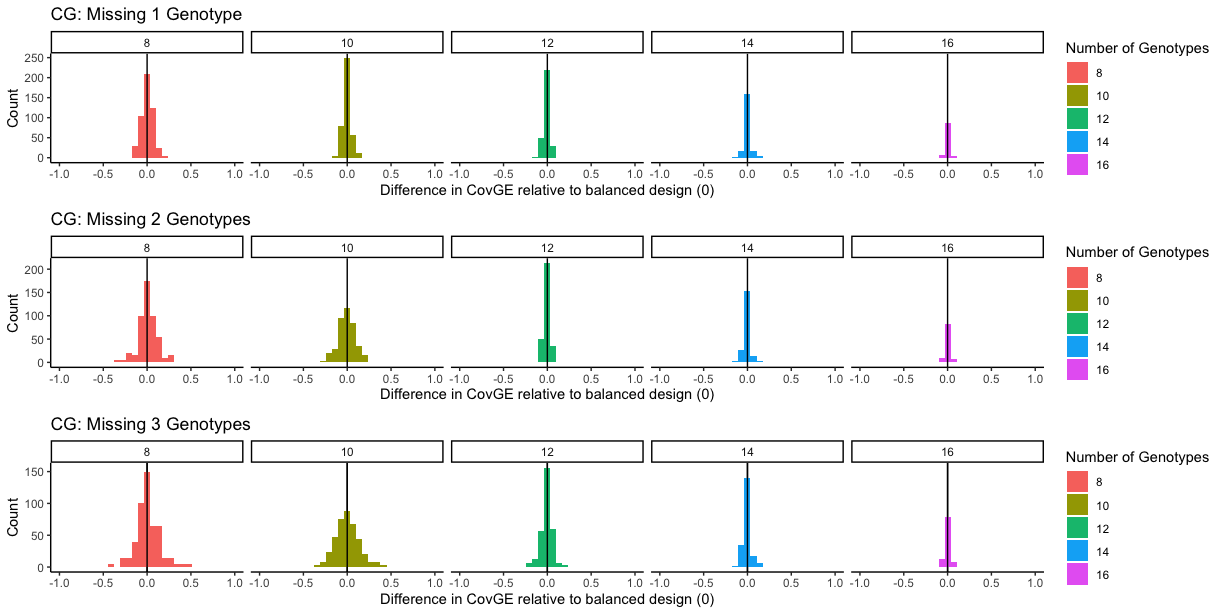 CG: Missing 1 Genotype
8 10 12 14 16
250
200
150
100
50
0
Count
-1.0 -0.5 0.0 0.5 1.0 -1.0 -0.5 0.0 0.5 1.0 -1.0 -0.5 0.0 0.5 1.0 -1.0 -0.5 0.0 0.5 1.0 -1.0 -0.5 0.0 0.5 1.0
Difference in CovGE relative to balanced design (0)
Number of Genotypes
8
10
12
14
16
CG: Missing 2 Genotypes
8 10 12 14 16
200
150
100
50
0
Count
-1.0 -0.5 0.0 0.5 1.0 -1.0 -0.5 0.0 0.5 1.0 -1.0 -0.5 0.0 0.5 1.0 -1.0 -0.5 0.0 0.5 1.0 -1.0 -0.5 0.0 0.5 1.0
Difference in CovGE relative to balanced design (0)
Number of Genotypes
8
10
12
14
16
CG: Missing 3 Genotypes
8 10 12 14 16
150
100
50
0
Count
-1.0 -0.5 0.0 0.5 1.0 -1.0 -0.5 0.0 0.5 1.0 -1.0 -0.5 0.0 0.5 1.0 -1.0 -0.5 0.0 0.5 1.0 -1.0 -0.5 0.0 0.5 1.0
Difference in CovGE relative to balanced design (0)
Number of Genotypes
8
10
12
14
16